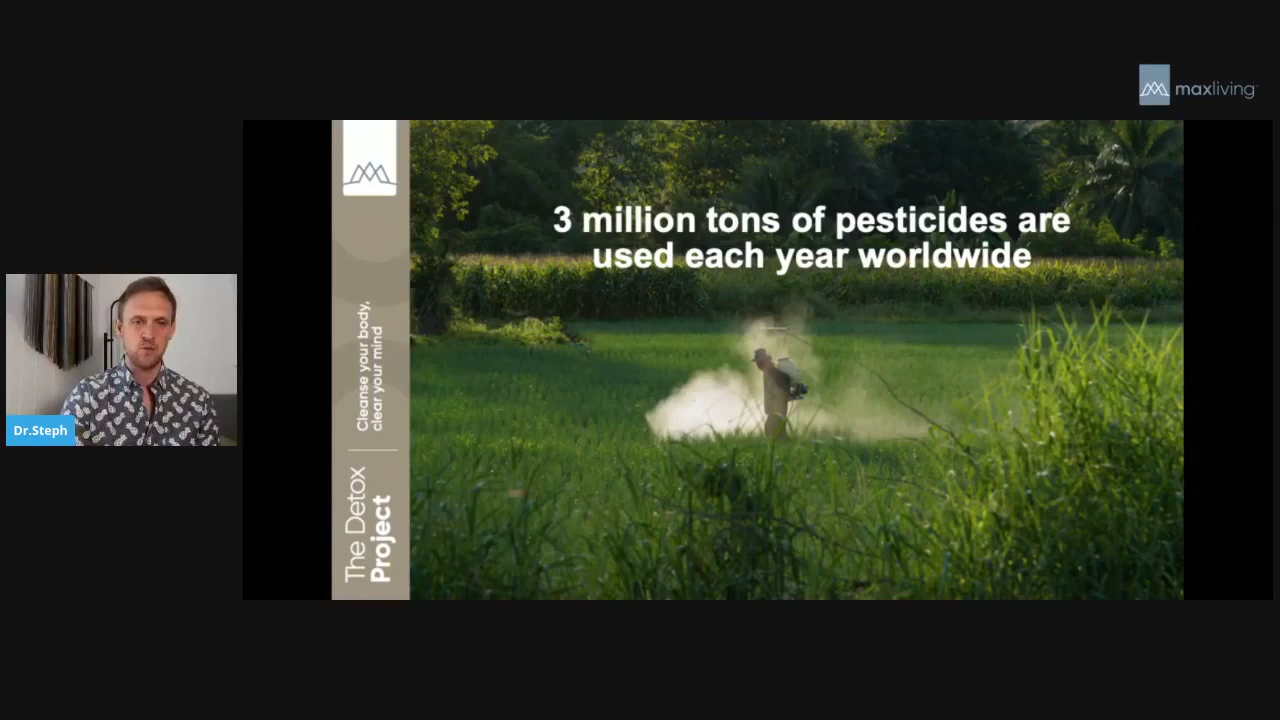 maxliving
3 million tons of pesticides are
used each year worldwide
Cleanse your body,
clear your mind
The Detox
Project
Dr.Steph